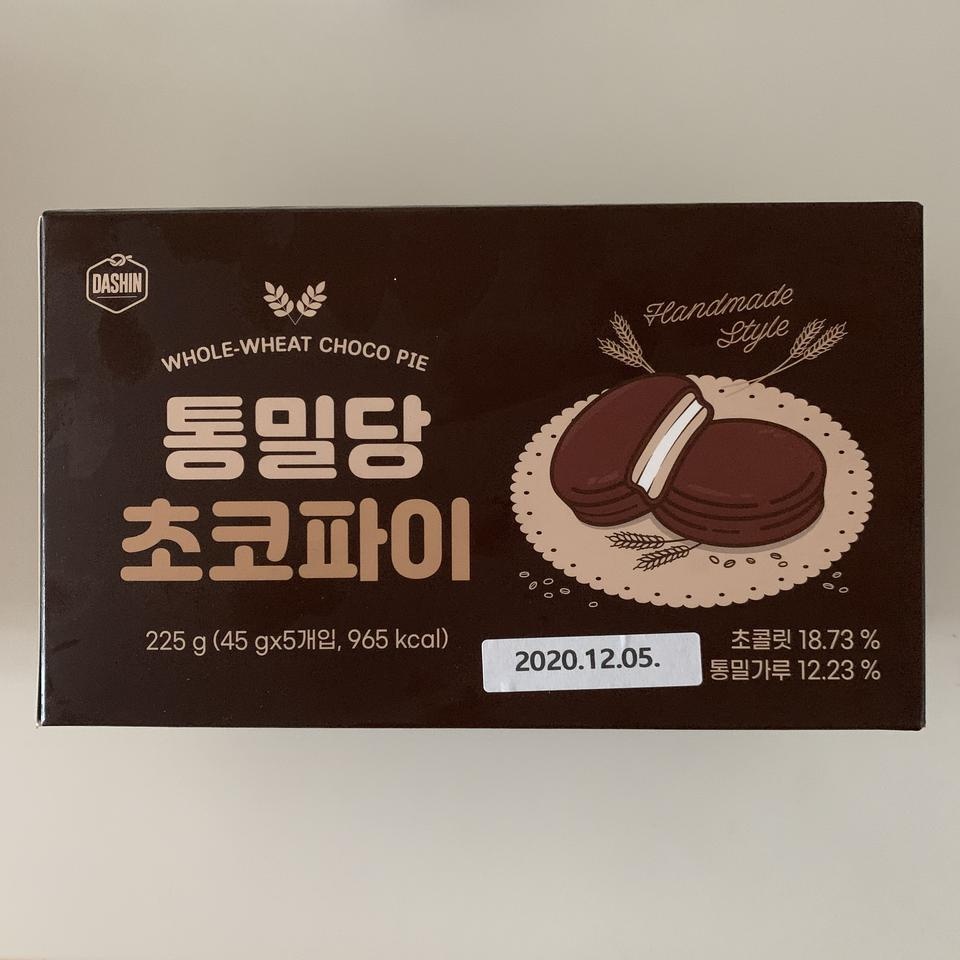 DASHIN
WHOLE-WHEAT CHOCO PIE
통밀당
초코파이
225 g (45 gx5개입, 965 kcal)
Handmade
Style
2020.12.05.
초콜릿 18.73 %
통밀가루 12.23 %